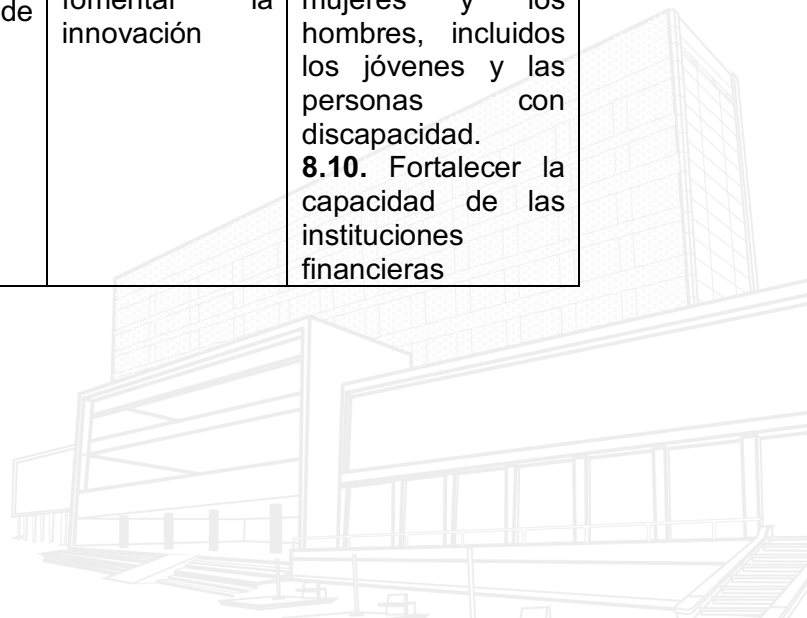 de
fomentar la
innovación
mujeres y los
hombres, incluidos
los jóvenes y las
personas con
discapacidad.
8.10. Fortalecer la
capacidad de las
instituciones
financieras